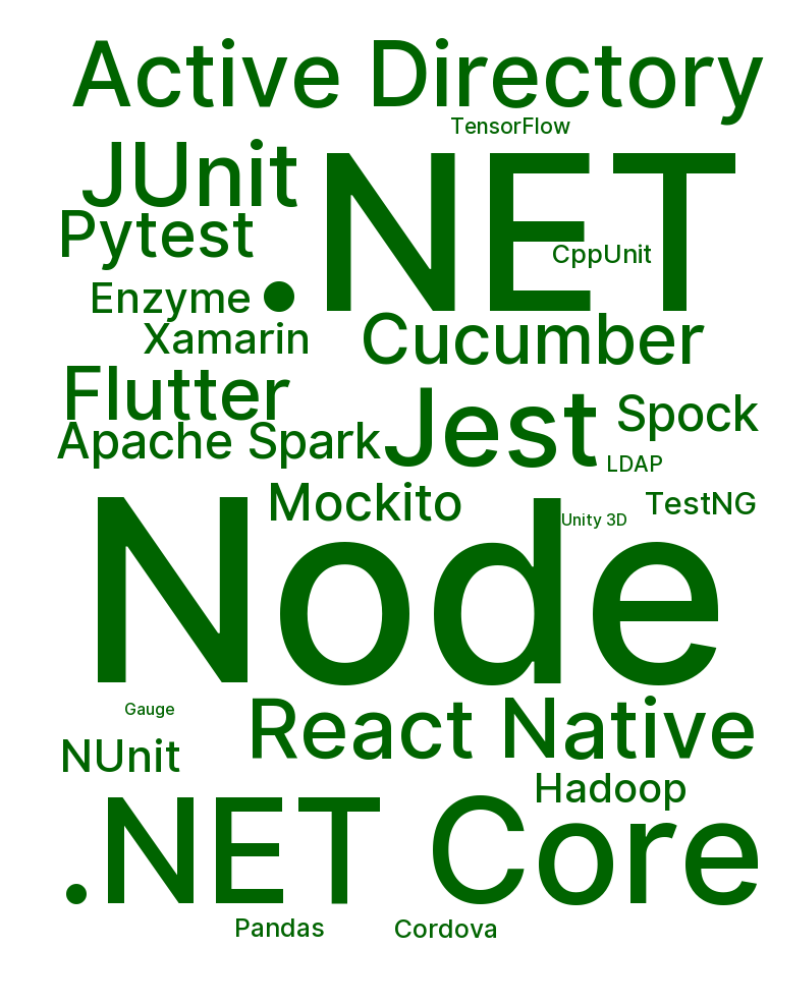 Active Directory
TensorFlow
JUnit
.NET
Pytest
CppUnit
Enzyme
Xamarin
Cucumber
Flutter
Jest
Spock
Apache Spark
LDAP
Mockito
TestNG
Unity 3D
Node
Gauge
React Native
NUnit
Hadoop
.NET Core
Pandas
Cordova